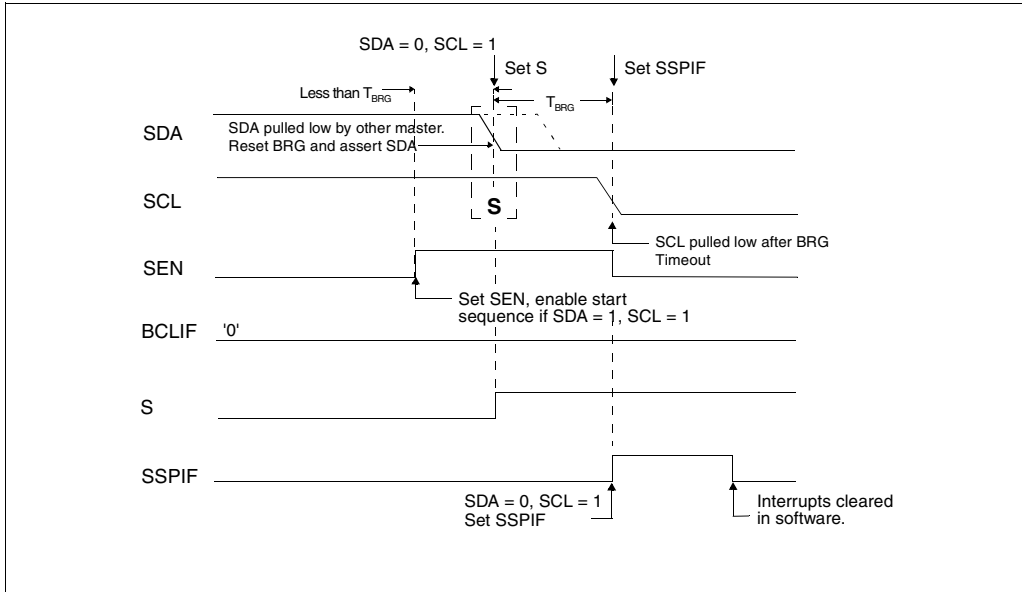 SDA = 0, SCL = 1
Set S
Set SSPIF
Less than TBRG
TBRG
SDA
SDA pulled low by other master.
Reset BRG and assert SDA
SCL
S
SCL pulled low after BRG
Timeout
SEN
Set SEN, enable start
sequence if SDA = 1, SCL = 1
BCLIF
'0'
S
SSPIF
SDA = 0, SCL = 1
Set SSPIF
Interrupts cleared
in software.